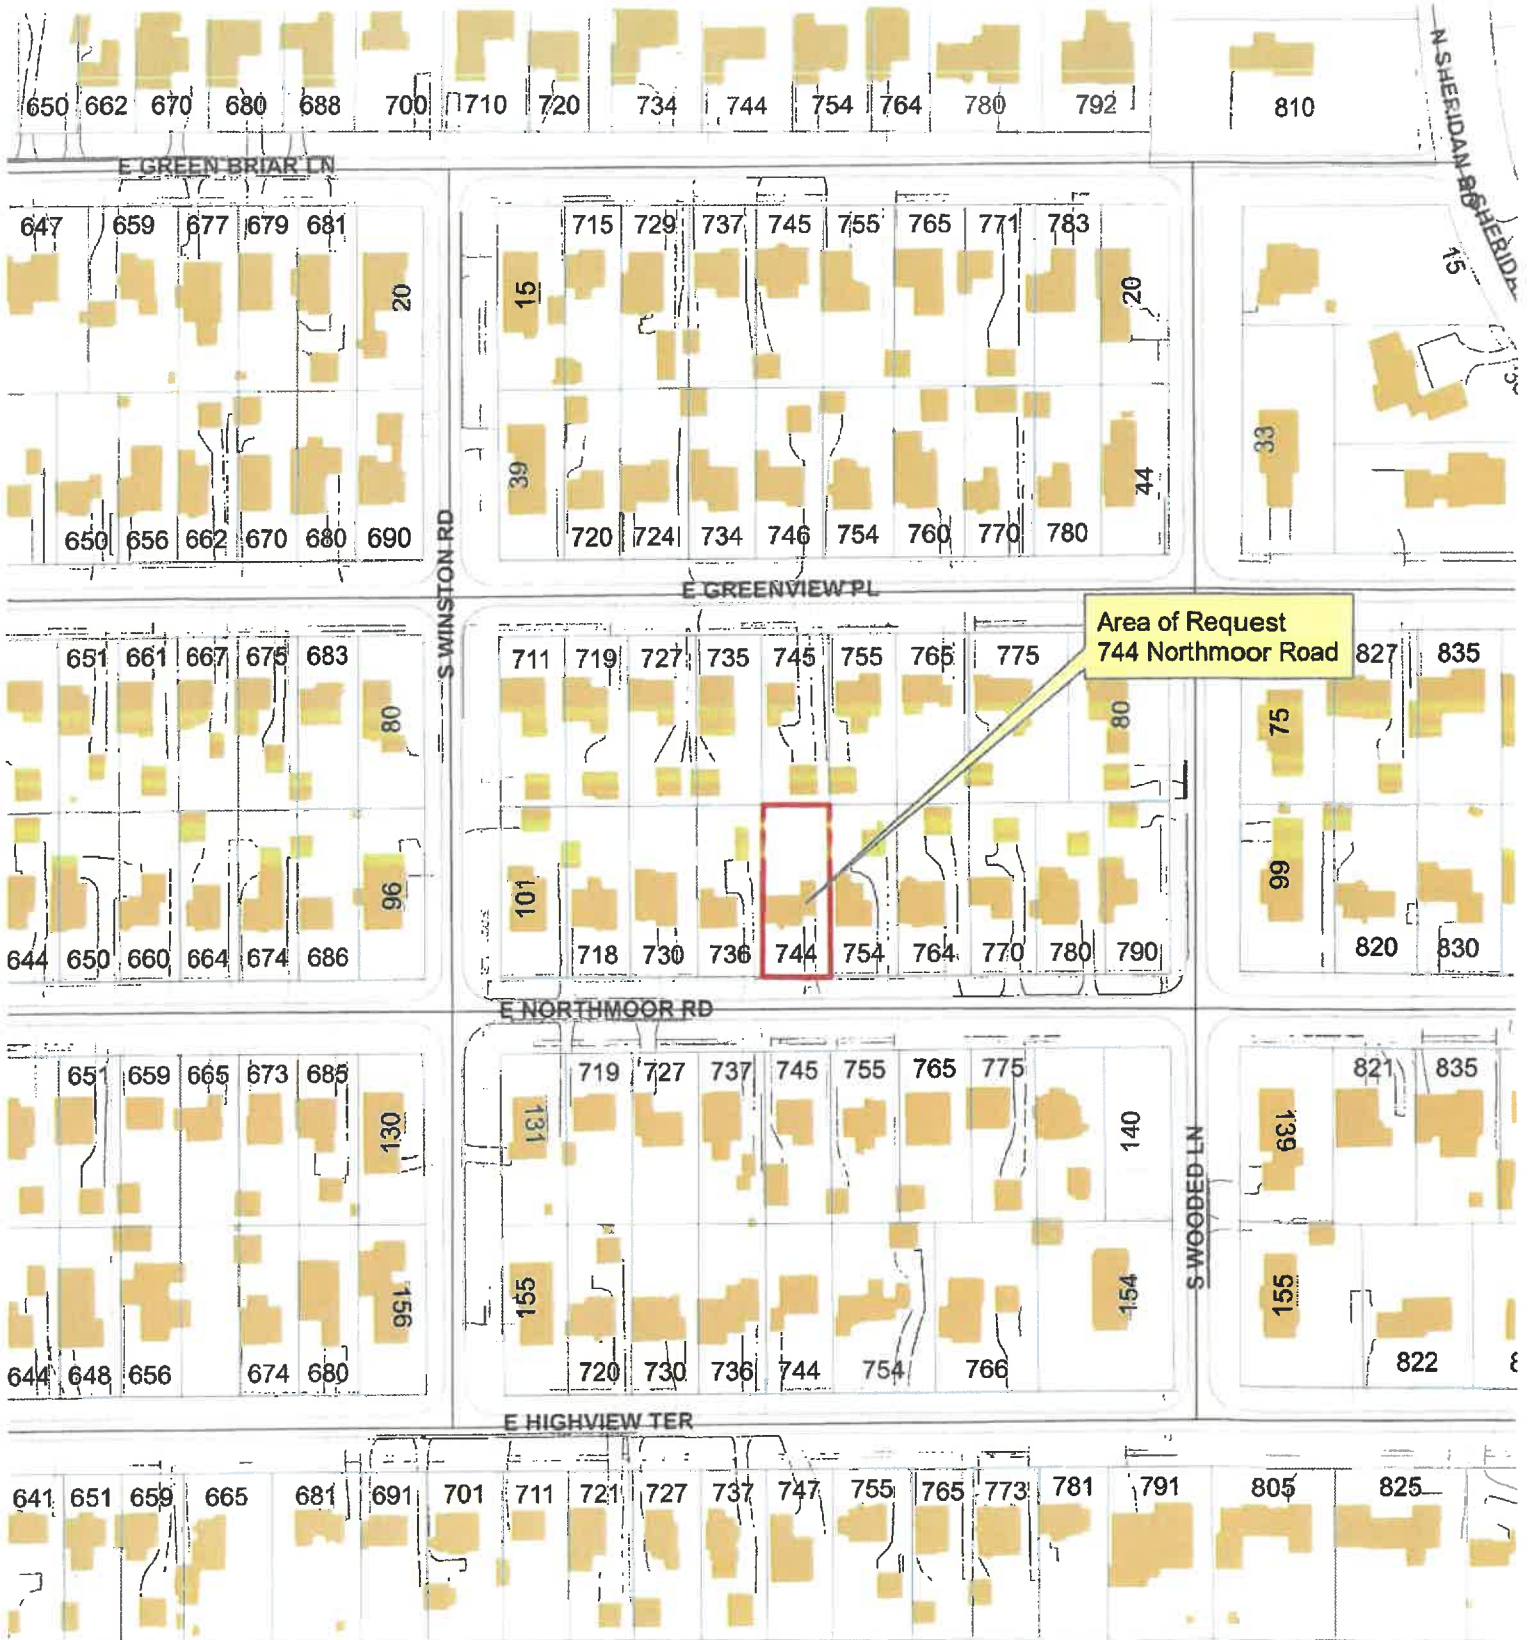 650 662 670 680 688 700 710 720 734 744 754 764 780 792 810
N SHERIDAN RD
E GREEN BRIAR LN
647 659 677 679 681 715 729 737 745 755 765 771 783
20 15 20 15
39 44 33
650 656 662 670 680 690 720 724 734 746 754 760 770 780
S WINSTON RD
E GREENVIEW PL
Area of Request
744 Northmoor Road
651 661 667 675 683 711 719 727 735 745 755 765 775 827 835
80 80 75
96 101 99
644 650 660 664 674 686 718 730 736 744 754 764 770 780 790 820 830
E NORTHMOOR RD
651 659 665 673 685 719 727 737 745 755 765 775 821 835
130 131 140 139
S WOODED LN
156 155 154 155
644 648 656 674 680 720 730 736 744 754 766 822
E HIGHVIEW TER
641 651 659 665 681 691 701 711 721 727 737 747 755 765 773 781 791 805 825